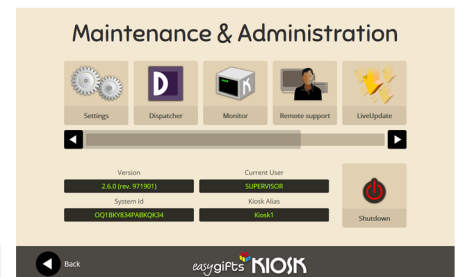 Maintenance & Administration
Settings
Dispatcher
Monitor
Remote support
LiveUpdate
Version
Current User
2.6.0 (rev. 971901)
SUPERVISOR
System Id
Kiosk Alias
OQ1BKY834PABKQK34
Kiosk1
Shutdown
Back
easygifts KIOSK